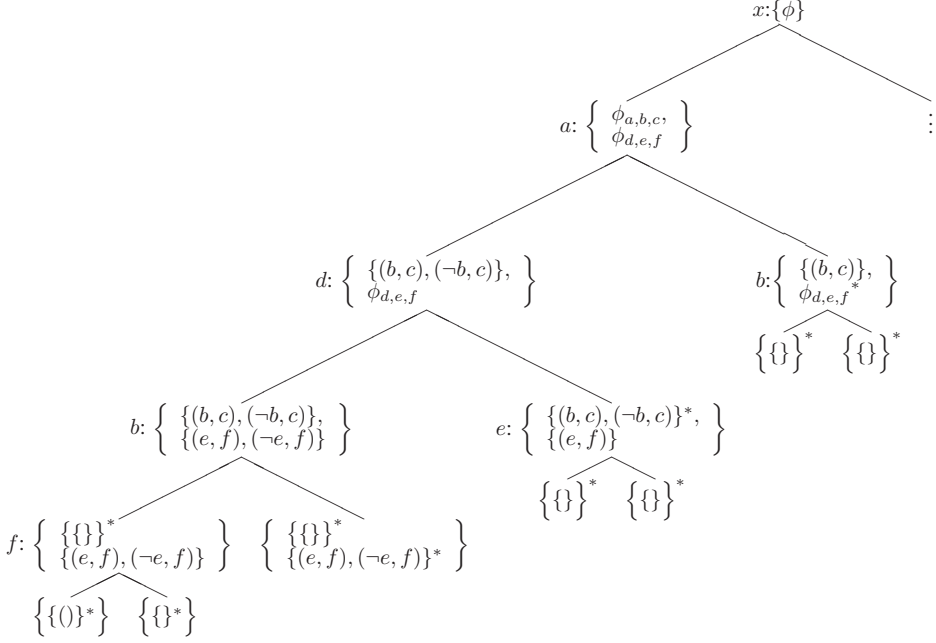 x:{ϕ}
a: { ϕ_{a,b,c},
ϕ_{d,e,f} }
⋮
d: { {(b, c), (¬b, c)},
ϕ_{d,e,f} }
b: { {(b, c)},
ϕ_{d,e,f}* }
{{}}* {{}}*
b: { {(b, c), (¬b, c)},
{(e, f), (¬e, f)} }
e: { {(b, c), (¬b, c)}*,
{(e, f)} }
{{}}* {{}}*
f: { {{}}*
{(e, f), (¬e, f)} }
{ {{}}*
{(e, f), (¬e, f)}* }
{{()}*} {{}*}